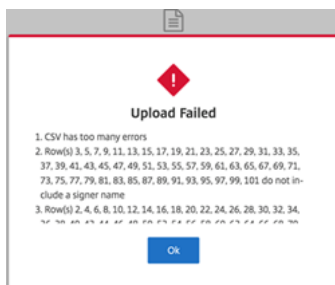 Upload Failed
1. CSV has too many errors
2. Row(s) 3, 5, 7, 9, 11, 13, 15, 17, 19, 21, 23, 25, 27, 29, 31, 33, 35,
37, 39, 41, 43, 45, 47, 49, 51, 53, 55, 57, 59, 61, 63, 65, 67, 69, 71,
73, 75, 77, 79, 81, 83, 85, 87, 89, 91, 93, 95, 97, 99, 101 do not in-
clude a signer name
3. Row(s) 2, 4, 6, 8, 10, 12, 14, 16, 18, 20, 22, 24, 26, 28, 30, 32, 34,
Ok